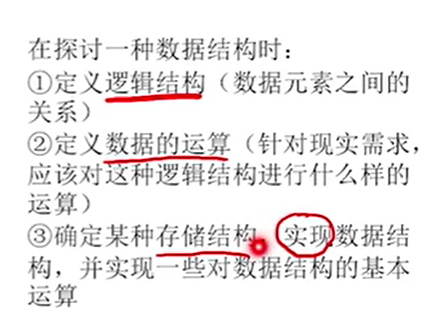 在探讨一种数据结构时：
①定义逻辑结构（数据元素之间的
关系）
②定义数据的运算（针对现实需求，
应该对这种逻辑结构进行什么样的
运算）
③确定某种存储结构，实现数据结
构，并实现一些对数据结构的基本
运算